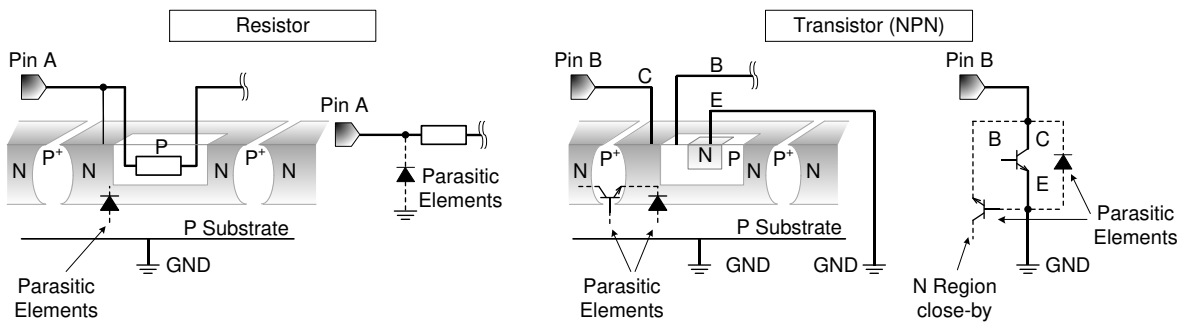 Resistor
Pin A
N
P+
N
P
N
P+
N
P Substrate
GND
Parasitic
Elements
Pin A
Parasitic
Elements
Transistor (NPN)
Pin B
C
B
E
N
P+
N
N
P
N
P+
N
P Substrate
GND
GND
Parasitic
Elements
Pin B
B
C
E
Parasitic
Elements
GND
N Region
close-by